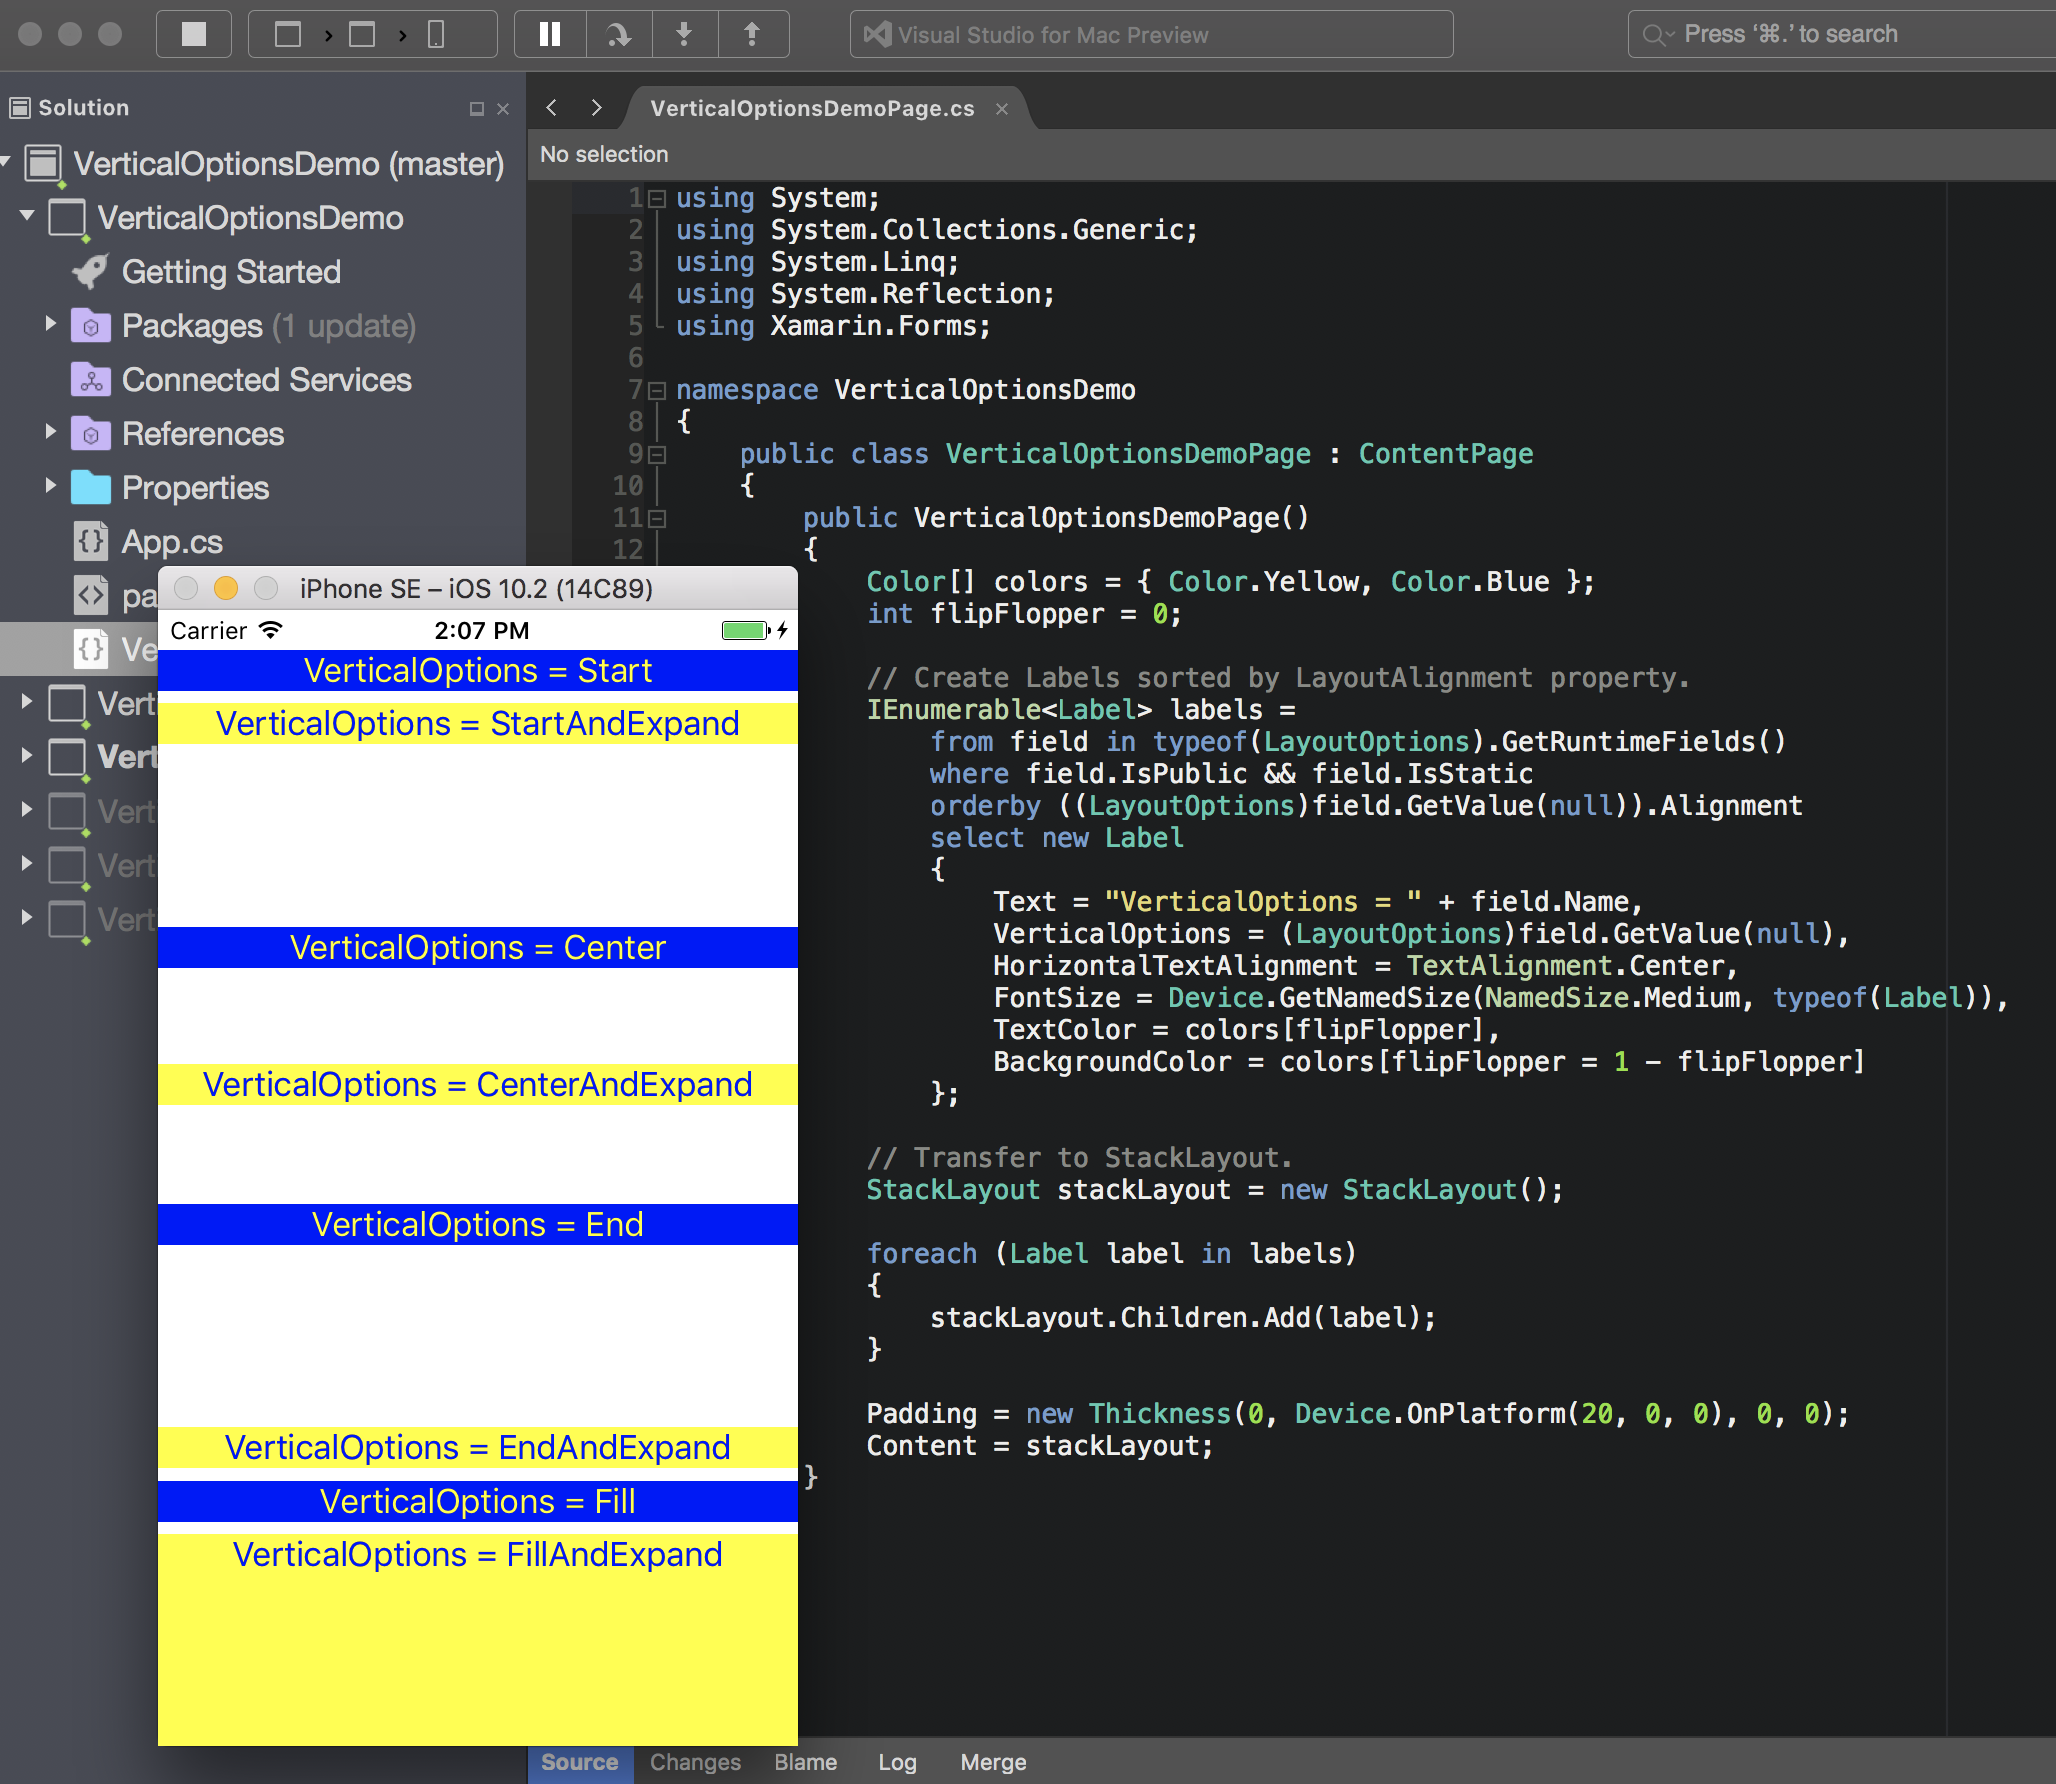 Visual Studio for Mac Preview
Press ‘⌘.’ to search
Solution
VerticalOptionsDemo (master)
VerticalOptionsDemo
Getting Started
Packages (1 update)
Connected Services
References
Properties
App.cs
pa
Ve
Vert
Vert
Vert
Vert
Vert
VerticalOptionsDemoPage.cs
No selection
1 using System;
2 using System.Collections.Generic;
3 using System.Linq;
4 using System.Reflection;
5 using Xamarin.Forms;
6
7 namespace VerticalOptionsDemo
8 {
9 public class VerticalOptionsDemoPage : ContentPage
10 {
11 public VerticalOptionsDemoPage()
12 {
Color[] colors = { Color.Yellow, Color.Blue };
int flipFlopper = 0;
// Create Labels sorted by LayoutAlignment property.
IEnumerable<Label> labels =
from field in typeof(LayoutOptions).GetRuntimeFields()
where field.IsPublic && field.IsStatic
orderby ((LayoutOptions)field.GetValue(null)).Alignment
select new Label
{
Text = "VerticalOptions = " + field.Name,
VerticalOptions = (LayoutOptions)field.GetValue(null),
HorizontalTextAlignment = TextAlignment.Center,
FontSize = Device.GetNamedSize(NamedSize.Medium, typeof(Label)),
TextColor = colors[flipFlopper],
BackgroundColor = colors[flipFlopper = 1 - flipFlopper]
};
// Transfer to StackLayout.
StackLayout stackLayout = new StackLayout();
foreach (Label label in labels)
{
stackLayout.Children.Add(label);
}
Padding = new Thickness(0, Device.OnPlatform(20, 0, 0), 0, 0);
Content = stackLayout;
}
iPhone SE – iOS 10.2 (14C89)
Carrier 2:07 PM
VerticalOptions = Start
VerticalOptions = StartAndExpand
VerticalOptions = Center
VerticalOptions = CenterAndExpand
VerticalOptions = End
VerticalOptions = EndAndExpand
VerticalOptions = Fill
VerticalOptions = FillAndExpand
Source Changes Blame Log Merge